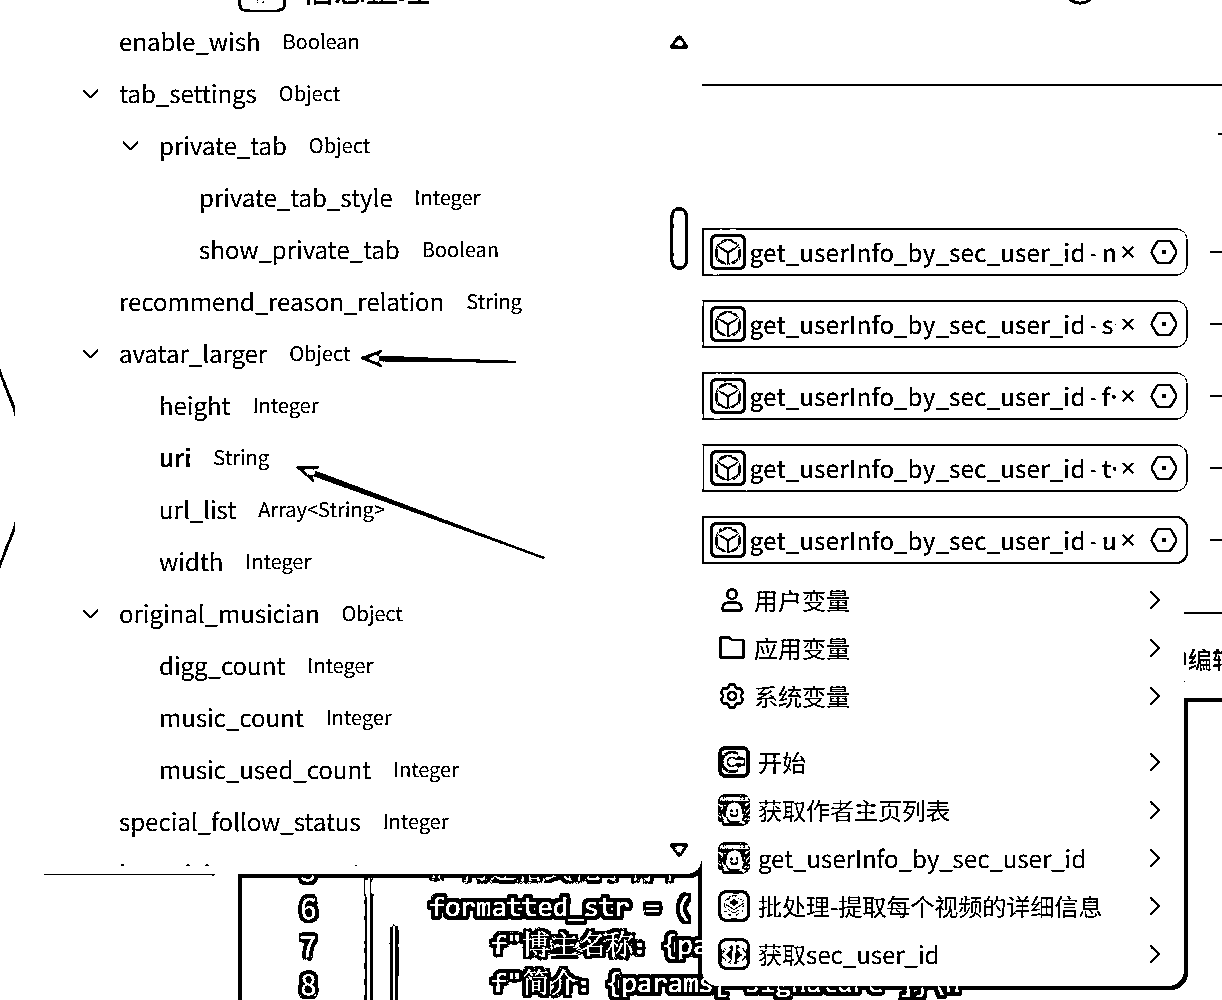 信息整理
enable_wish Boolean
tab_settings Object
private_tab Object
private_tab_style Integer
show_private_tab Boolean
recommend_reason_relation String
avatar_larger Object
height Integer
uri String
url_list Array<String>
width Integer
original_musician Object
digg_count Integer
music_count Integer
music_used_count Integer
special_follow_status Integer
get_userInfo_by_sec_user_id - n
get_userInfo_by_sec_user_id - s
get_userInfo_by_sec_user_id - f
get_userInfo_by_sec_user_id - t
get_userInfo_by_sec_user_id - u
用户变量
应用变量
系统变量
开始
获取作者主页列表
get_userInfo_by_sec_user_id
批处理-提取每个视频的详细信息
获取sec_user_id
编辑
6 formatted_str = (
7 f"博主名称: {pa
8 f"简介: {params[